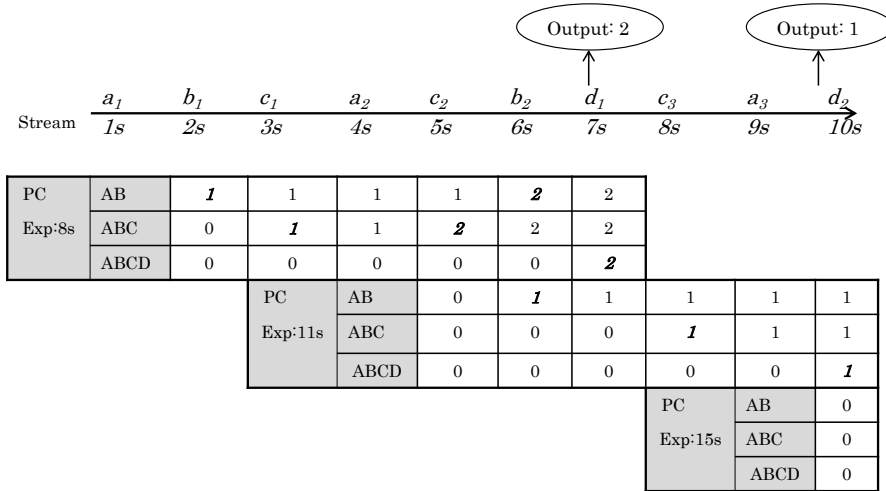 Output: 2 Output: 1
a1 b1 c1 a2 c2 b2 d1 c3 a3 d2
Stream 1s 2s 3s 4s 5s 6s 7s 8s 9s 10s
PC AB 1 1 1 1 2 2
Exp:8s ABC 0 1 1 2 2 2
ABCD 0 0 0 0 0 2
PC AB 0 1 1 1 1 1
Exp:11s ABC 0 0 0 1 1 1
ABCD 0 0 0 0 0 1
PC AB 0
Exp:15s ABC 0
ABCD 0